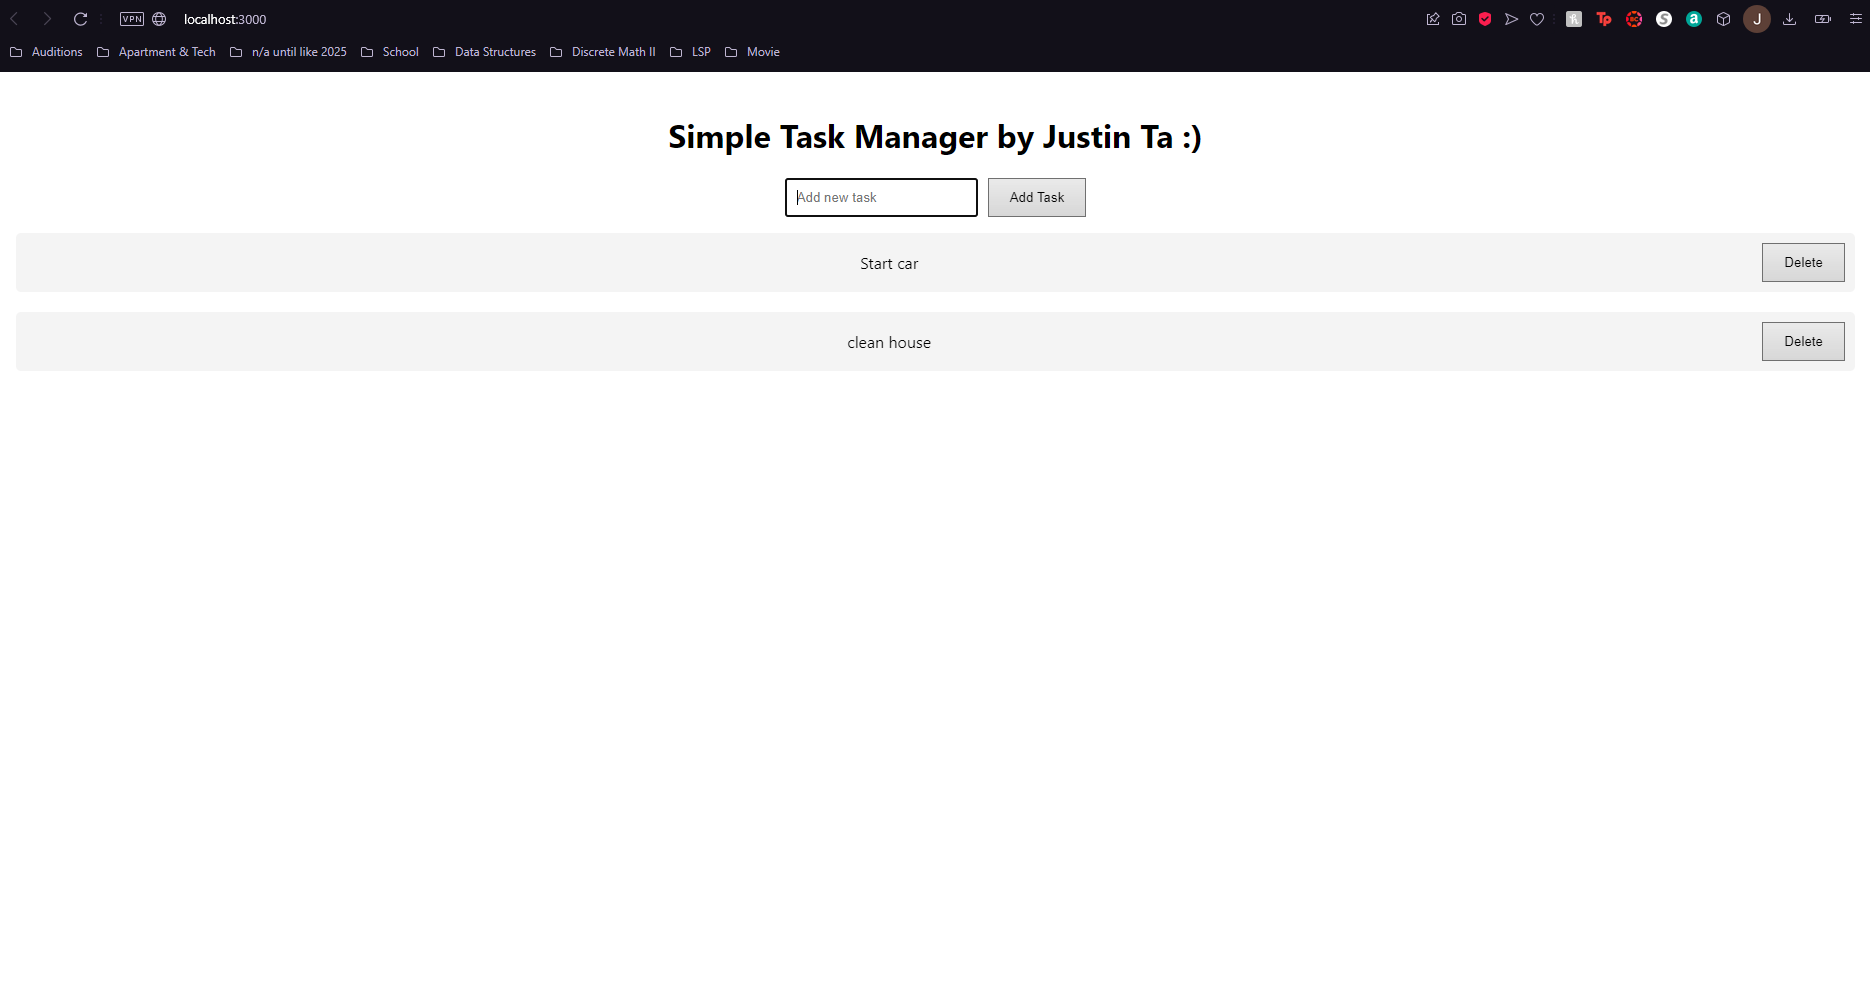 VPN localhost:3000 Tp BC S a J
Auditions Apartment & Tech n/a until like 2025 School Data Structures Discrete Math II LSP Movie
Simple Task Manager by Justin Ta :)
Add new task Add Task
Start car Delete
clean house Delete